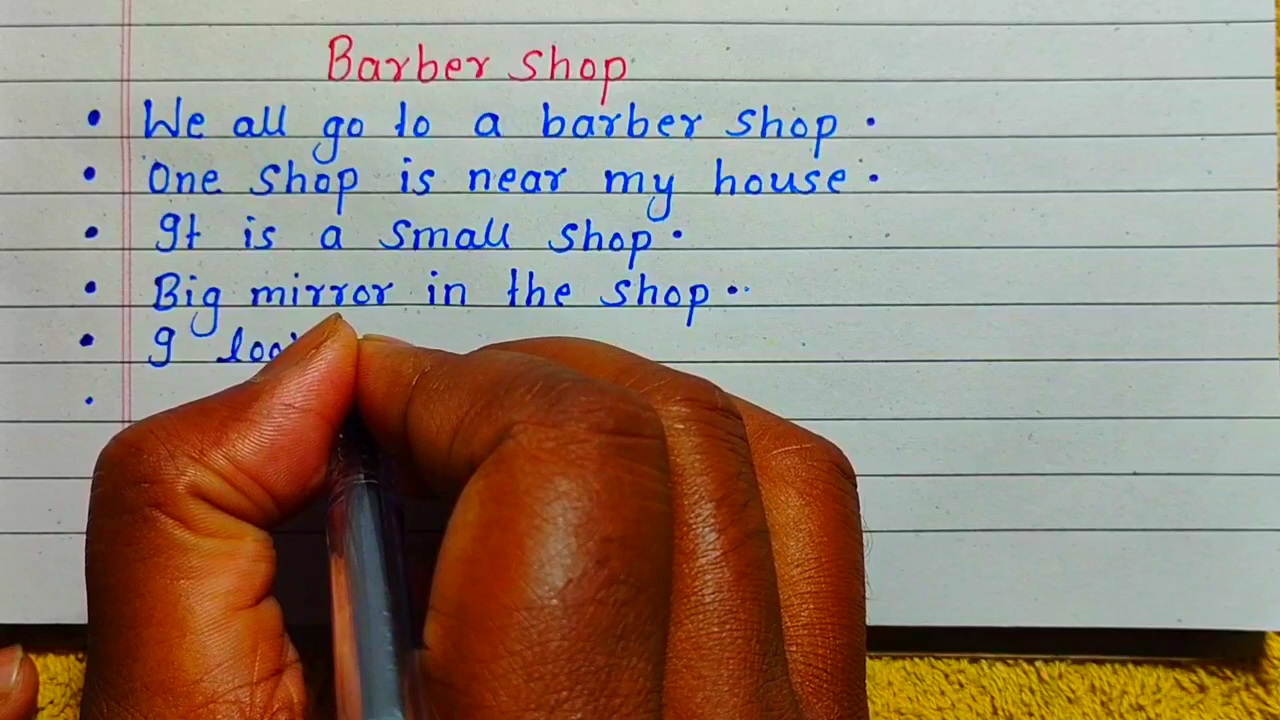 Barber shop
• We all go to a barber shop.
• One shop is near my house.
• It is a small shop.
• Big mirror in the shop..
• I
•